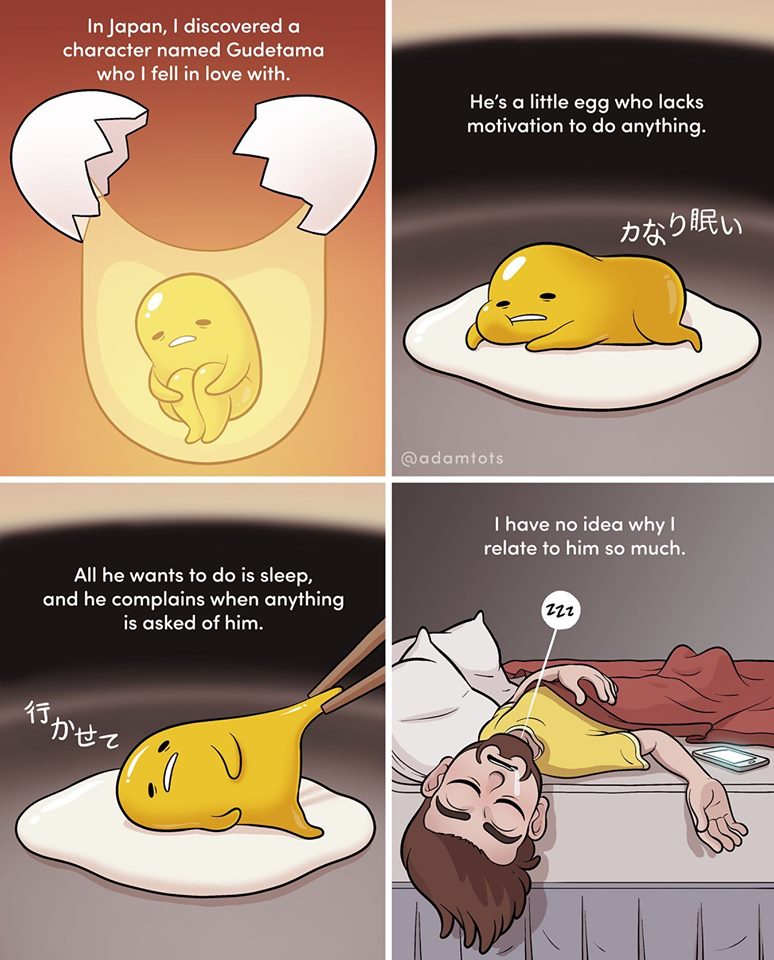 In Japan, I discovered a
character named Gudetama
who I fell in love with.
He's a little egg who lacks
motivation to do anything.
カなり眠い
@adamtots
All he wants to do is sleep,
and he complains when anything
is asked of him.
行かせて
I have no idea why I
relate to him so much.
zzz